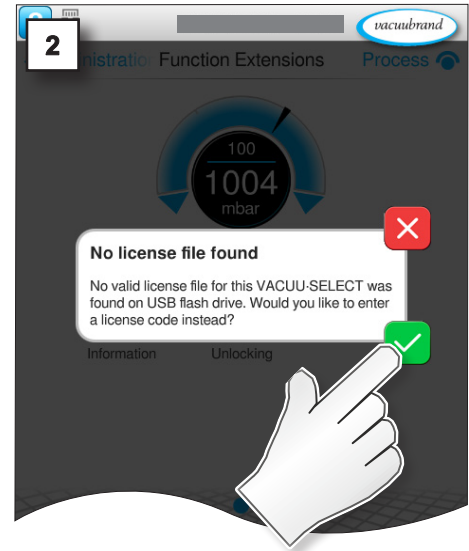 2
vacuubrand
nistratio Function Extensions Process
100
1004
mbar
No license file found
No valid license file for this VACUU·SELECT was
found on USB flash drive. Would you like to enter
a license code instead?
Information Unlocking